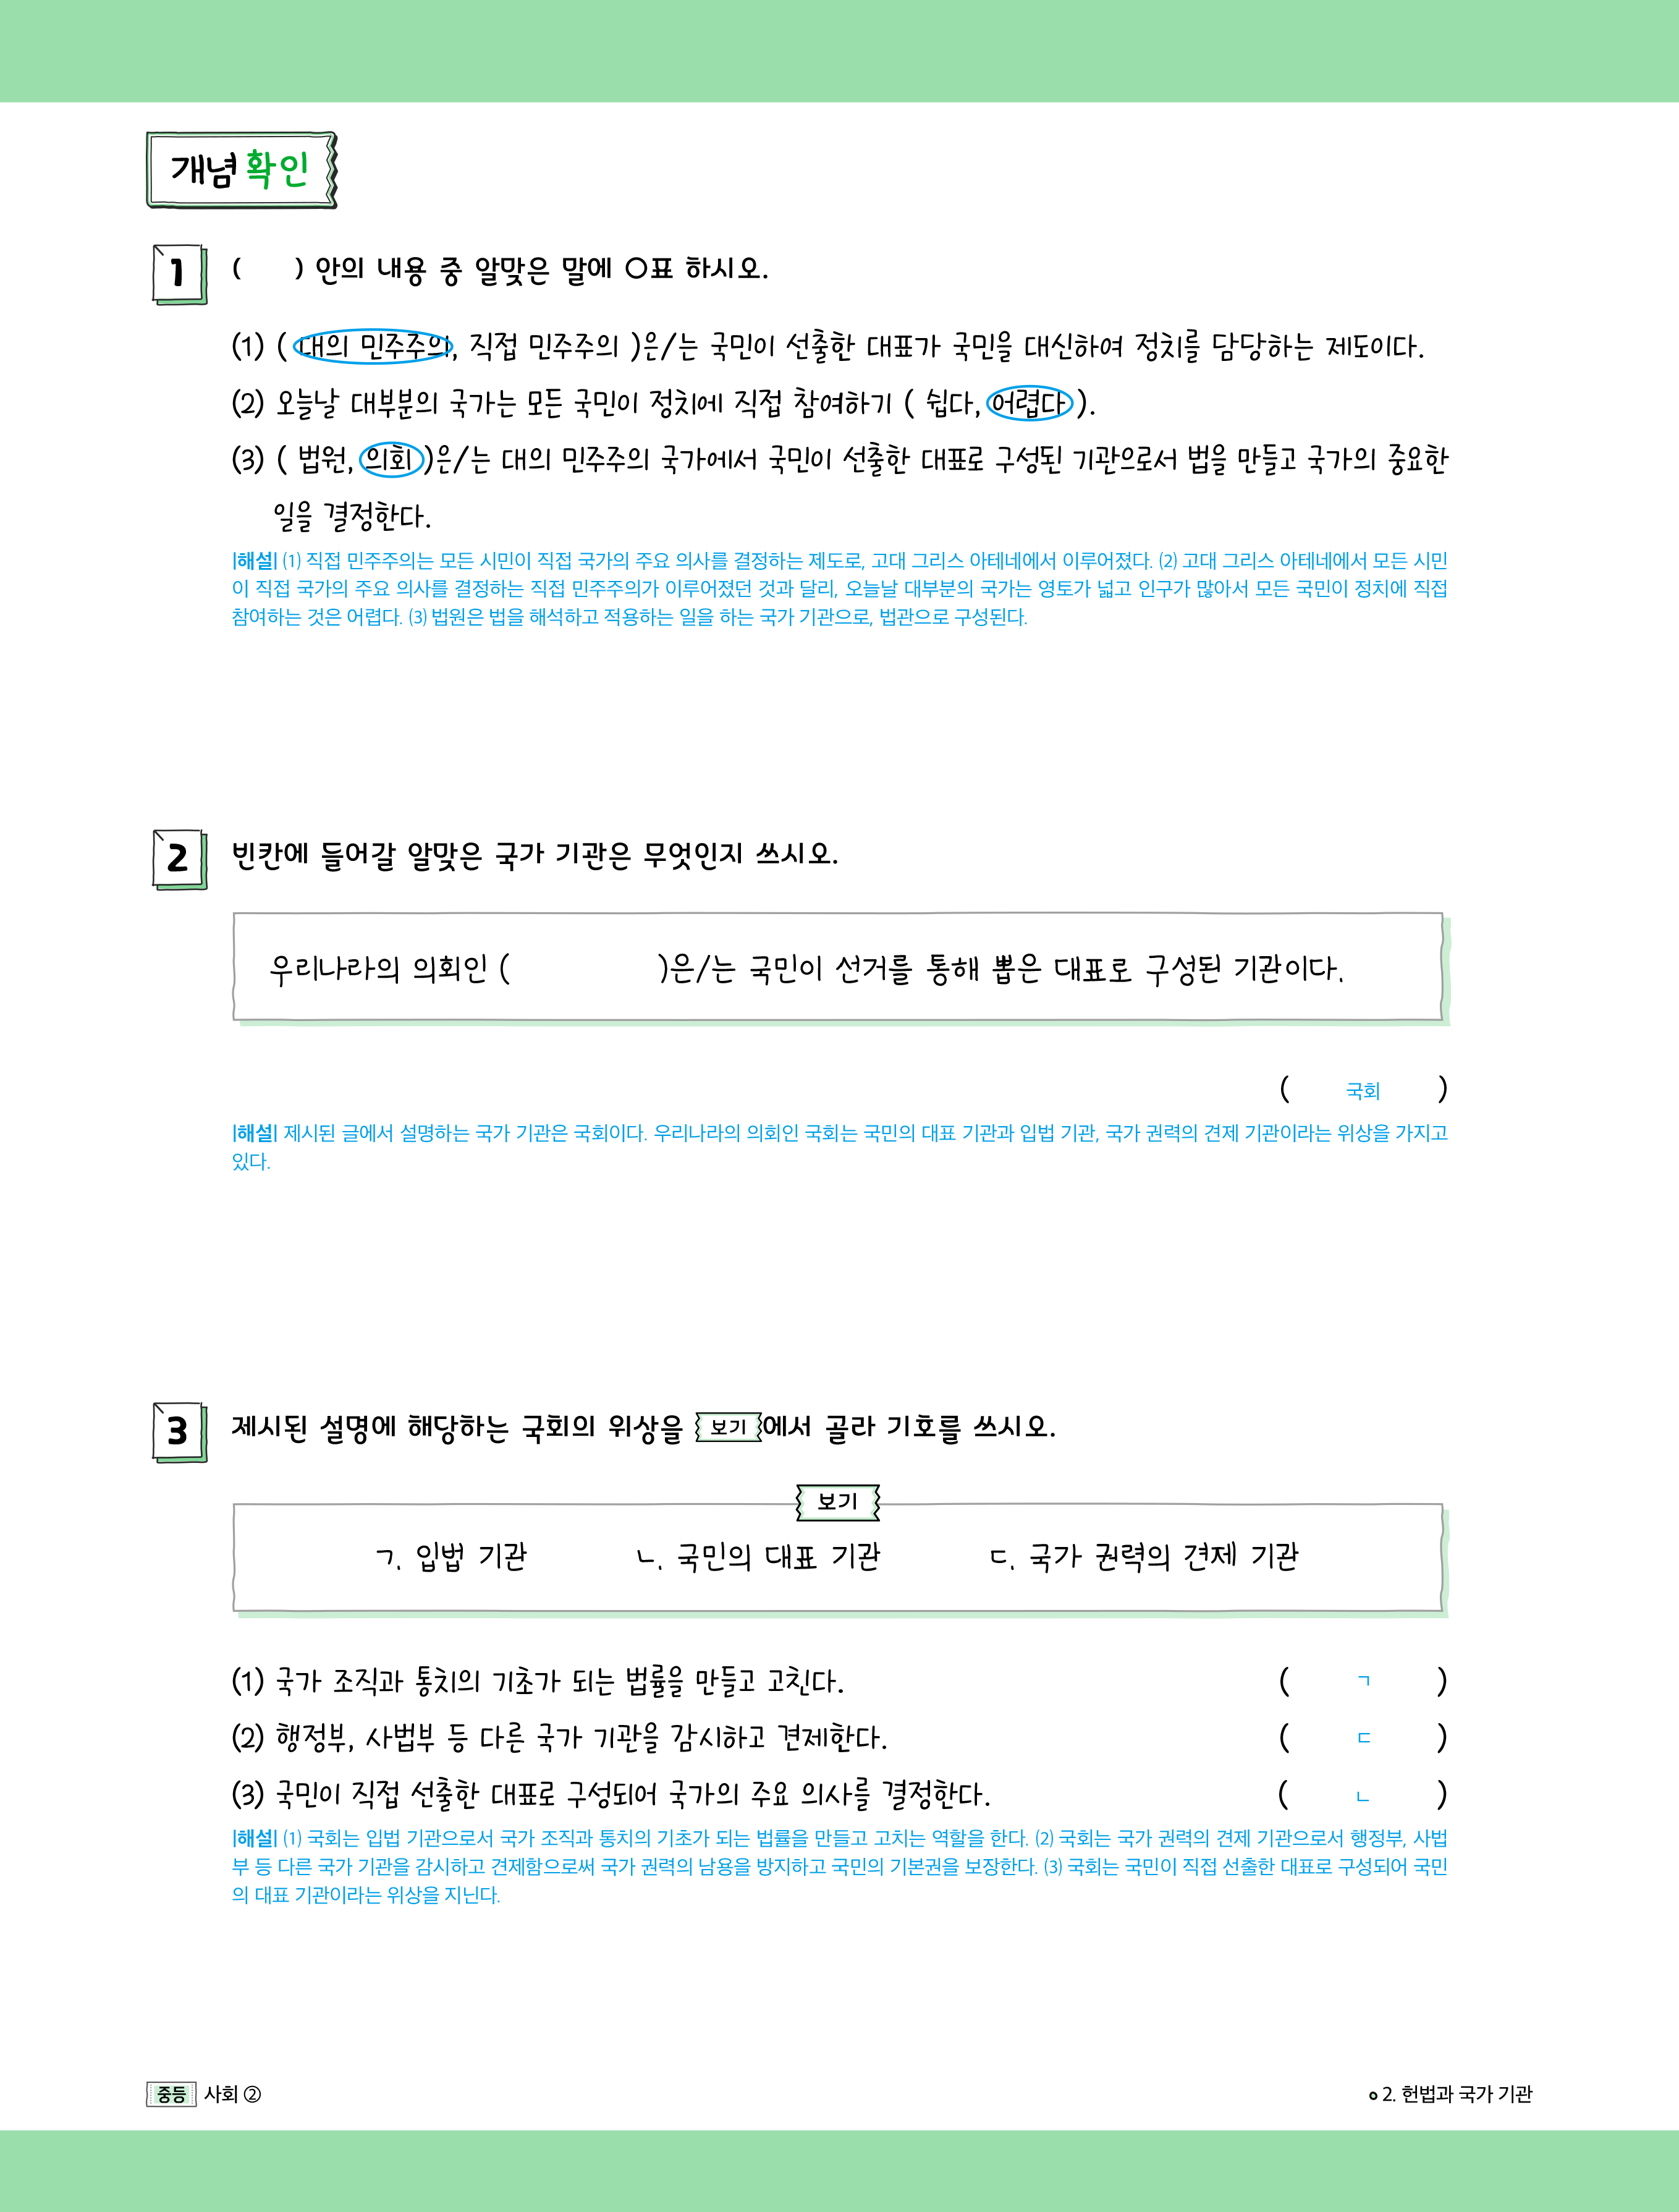 개념 확인
1 (      ) 안의 내용 중 알맞은 말에 ○표 하시오.
(1) ( 대의 민주주의, 직접 민주주의 )은/는 국민이 선출한 대표가 국민을 대신하여 정치를 담당하는 제도이다.
(2) 오늘날 대부분의 국가는 모든 국민이 정치에 직접 참여하기 ( 쉽다, 어렵다 ).
(3) ( 법원, 의회 )은/는 대의 민주주의 국가에서 국민이 선출한 대표로 구성된 기관으로서 법을 만들고 국가의 중요한
일을 결정한다.
|해설| (1) 직접 민주주의는 모든 시민이 직접 국가의 주요 의사를 결정하는 제도로, 고대 그리스 아테네에서 이루어졌다. (2) 고대 그리스 아테네에서 모든 시민
이 직접 국가의 주요 의사를 결정하는 직접 민주주의가 이루어졌던 것과 달리, 오늘날 대부분의 국가는 영토가 넓고 인구가 많아서 모든 국민이 정치에 직접
참여하는 것은 어렵다. (3) 법원은 법을 해석하고 적용하는 일을 하는 국가 기관으로, 법관으로 구성된다.
2 빈칸에 들어갈 알맞은 국가 기관은 무엇인지 쓰시오.
우리나라의 의회인 (            )은/는 국민이 선거를 통해 뽑은 대표로 구성된 기관이다.
( 국회 )
|해설| 제시된 글에서 설명하는 국가 기관은 국회이다. 우리나라의 의회인 국회는 국민의 대표 기관과 입법 기관, 국가 권력의 견제 기관이라는 위상을 가지고
있다.
3 제시된 설명에 해당하는 국회의 위상을 보기에서 골라 기호를 쓰시오.
보기
ㄱ. 입법 기관 ㄴ. 국민의 대표 기관 ㄷ. 국가 권력의 견제 기관
(1) 국가 조직과 통치의 기초가 되는 법률을 만들고 고친다. ( ㄱ )
(2) 행정부, 사법부 등 다른 국가 기관을 감시하고 견제한다. ( ㄷ )
(3) 국민이 직접 선출한 대표로 구성되어 국가의 주요 의사를 결정한다. ( ㄴ )
|해설| (1) 국회는 입법 기관으로서 국가 조직과 통치의 기초가 되는 법률을 만들고 고치는 역할을 한다. (2) 국회는 국가 권력의 견제 기관으로서 행정부, 사법
부 등 다른 국가 기관을 감시하고 견제함으로써 국가 권력의 남용을 방지하고 국민의 기본권을 보장한다. (3) 국회는 국민이 직접 선출한 대표로 구성되어 국민
의 대표 기관이라는 위상을 지닌다.
중등 사회 ② 2. 헌법과 국가 기관